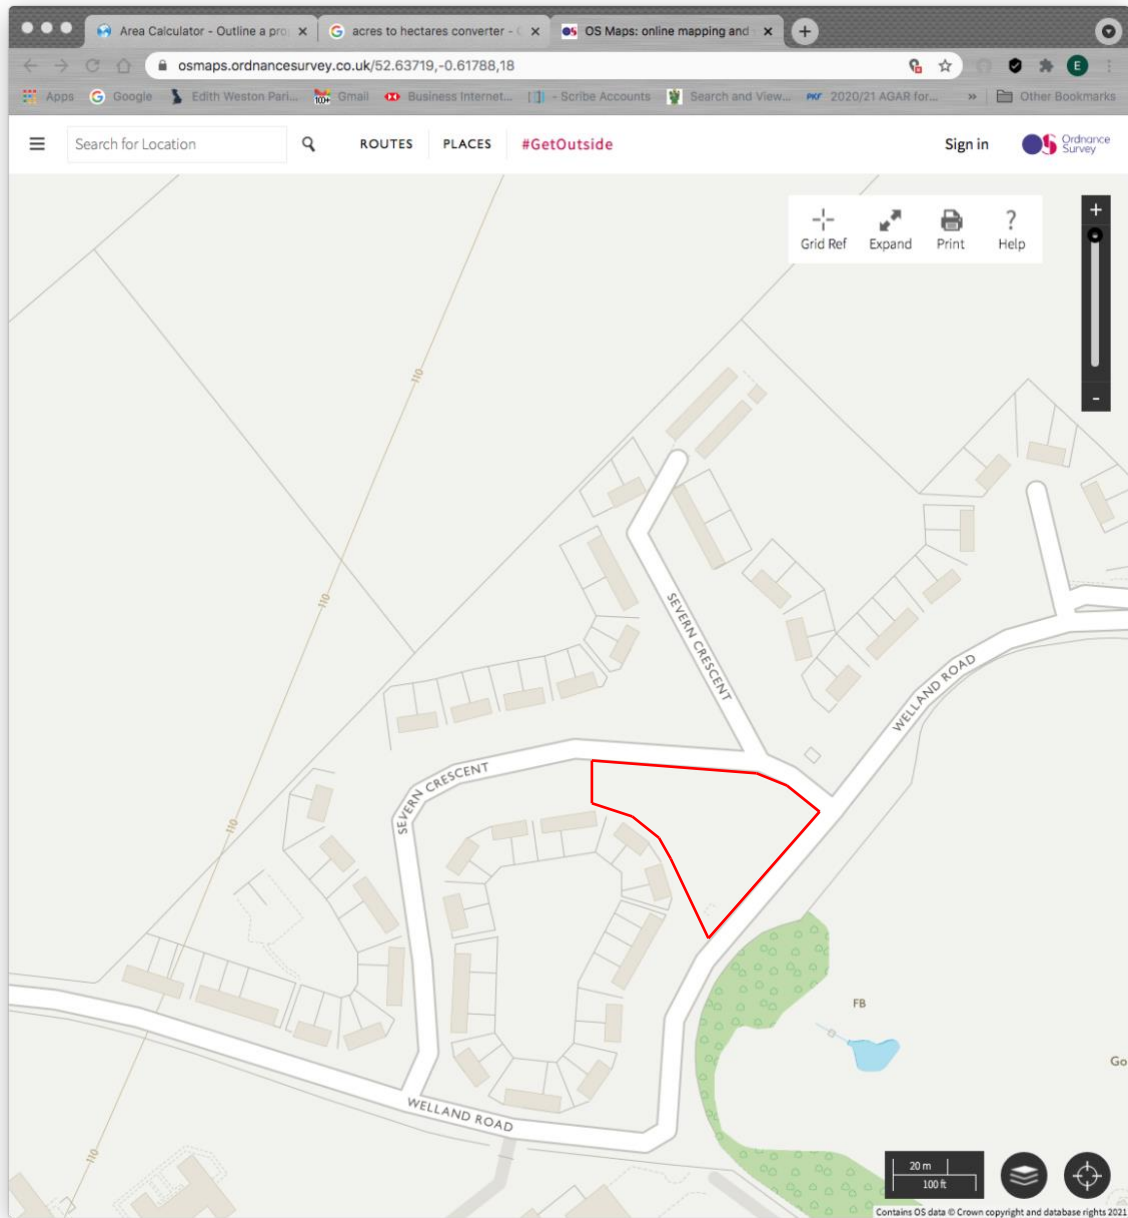 Area Calculator - Outline a pro
acres to hectares converter - G
OS Maps: online mapping and
osmaps.ordnancesurvey.co.uk/52.63719,-0.61788,18
E
Apps
Google
Edith Weston Pari...
Gmail
Business Internet...
- Scribe Accounts
Search and View...
PKF
2020/21 AGAR for...
»
Other Bookmarks
Search for Location
ROUTES
PLACES
#GetOutside
Sign in
OS
Ordnance
Survey
Grid Ref
Expand
Print
?
Help
+
-
110
110
SEVERN CRESCENT
WELLAND ROAD
SEVERN CRESCENT
110
FB
Go
WELLAND ROAD
110
20 m
100 ft
Contains OS data © Crown copyright and database rights 2021